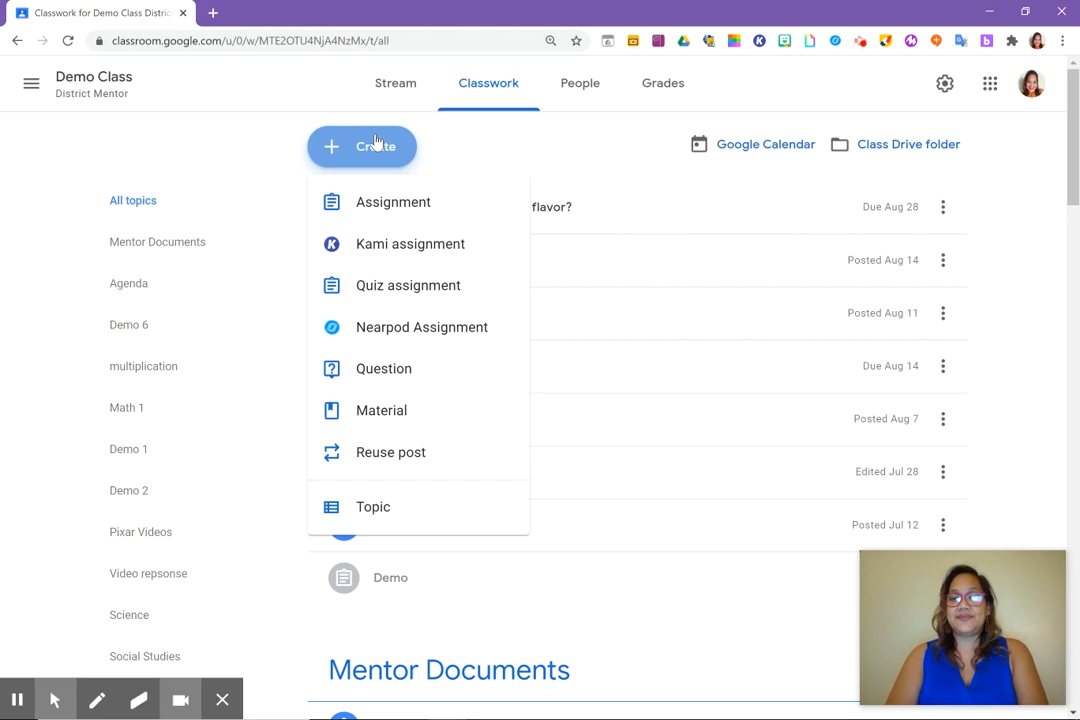 Classwork for Demo Class District
classroom.google.com/u/0/w/MTE2OTU4NjA4NzMx/t/all
Demo Class
District Mentor
Stream
Classwork
People
Grades
Create
Google Calendar
Class Drive folder
All topics
Mentor Documents
Agenda
Demo 6
multiplication
Math 1
Demo 1
Demo 2
Pixar Videos
Video repsonse
Science
Social Studies
Assignment
Kami assignment
Quiz assignment
Nearpod Assignment
Question
Material
Reuse post
Topic
flavor?
Due Aug 28
Posted Aug 14
Posted Aug 11
Due Aug 14
Posted Aug 7
Edited Jul 28
Posted Jul 12
Demo
Mentor Documents